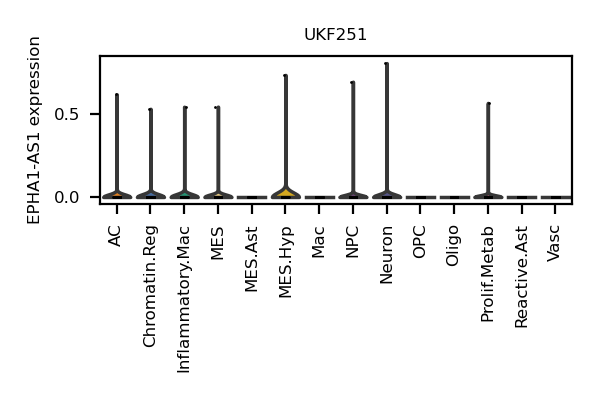 UKF251
EPHA1-AS1 expression
0.5
0.0
AC
Chromatin.Reg
Inflammatory.Mac
MES
MES.Ast
MES.Hyp
Mac
NPC
Neuron
OPC
Oligo
Prolif.Metab
Reactive.Ast
Vasc